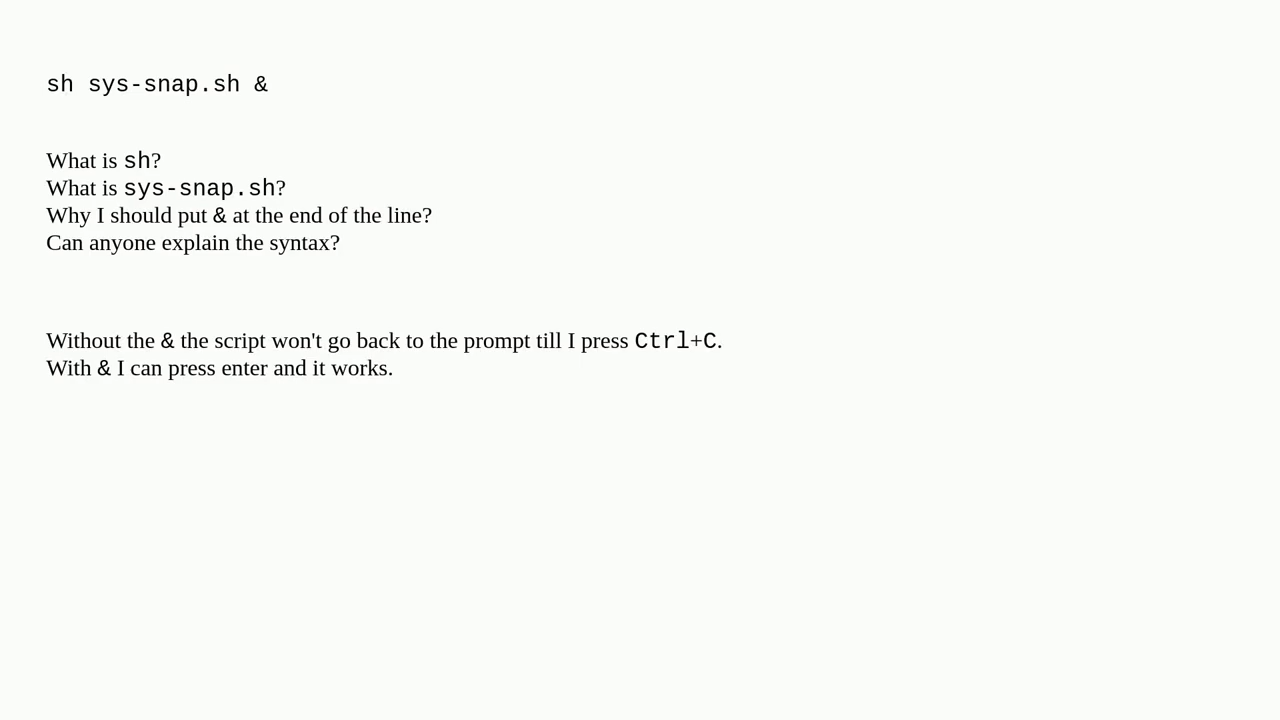 sh sys-snap.sh &
What is sh?
What is sys-snap.sh?
Why I should put & at the end of the line?
Can anyone explain the syntax?
Without the & the script won't go back to the prompt till I press Ctrl+C.
With & I can press enter and it works.